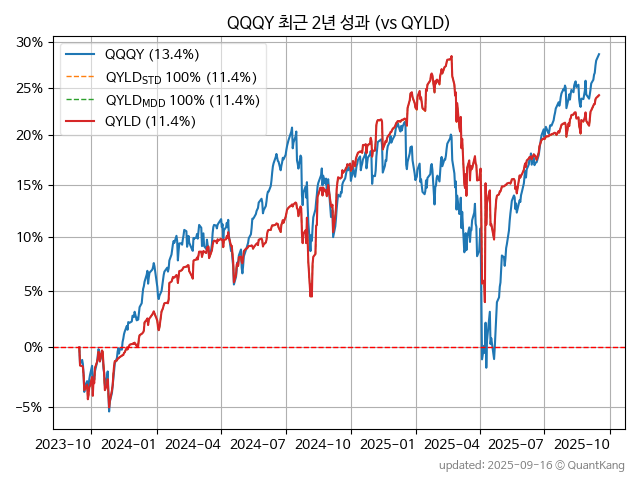 QQQY 최근 2년 성과 (vs QYLD)
QQQY (13.4%)
QYLD_STD 100% (11.4%)
QYLD_MDD 100% (11.4%)
QYLD (11.4%)
30%
25%
20%
15%
10%
5%
0%
−5%
2023-10 2024-01 2024-04 2024-07 2024-10 2025-01 2025-04 2025-07 2025-10
updated: 2025-09-16 © QuantKang